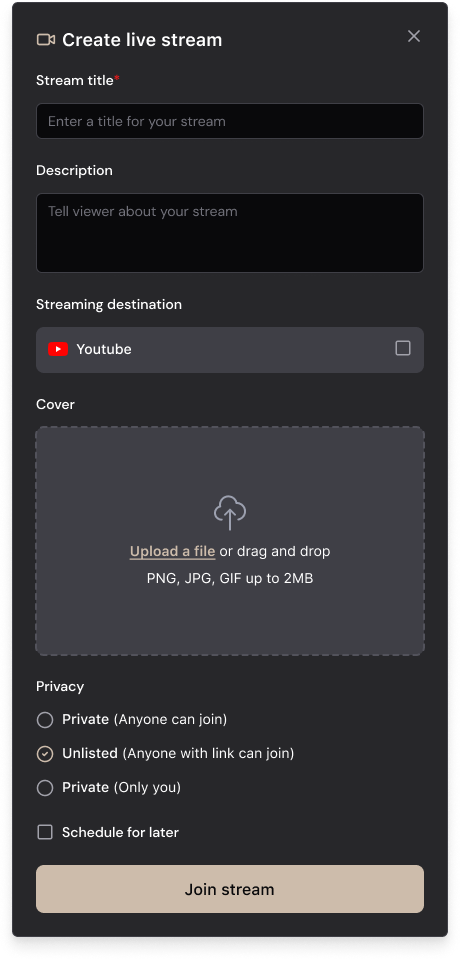 Create live stream
Stream title*
Enter a title for your stream
Description
Tell viewer about your stream
Streaming destination
Youtube
Cover
Upload a file or drag and drop
PNG, JPG, GIF up to 2MB
Privacy
Private (Anyone can join)
Unlisted (Anyone with link can join)
Private (Only you)
Schedule for later
Join stream